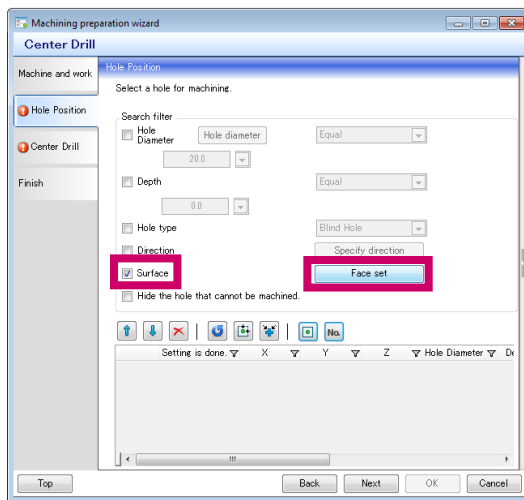 Machining preparation wizard
Center Drill
Machine and work
Hole Position
Center Drill
Finish
Hole Position
Select a hole for machining.
Search filter
Hole Diameter
Hole diameter
Equal
20.0
Depth
Equal
0.0
Hole type
Blind Hole
Direction
Specify direction
Surface
Face set
Hide the hole that cannot be machined.
No.
Setting is done. X Y Z Hole Diameter De
Top Back Next OK Cancel